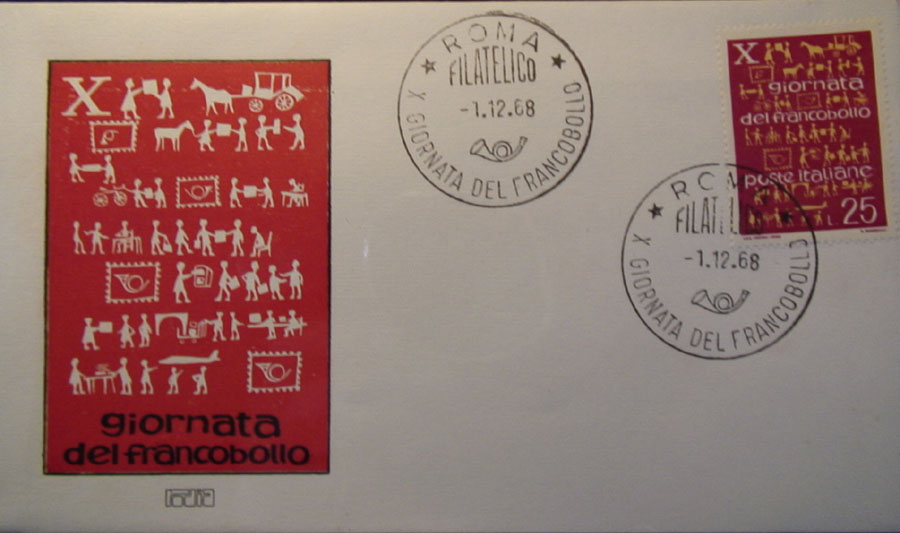 X
giornata
del francobollo
ROMA
FILATELICO
-1.12.68
X GIORNATA DEL FRANCOBOLLO
X
giornata
del francobollo
poste italiane
L. 25
ROMA
FILATELICO
-1.12.68
X GIORNATA DEL FRANCOBOLLO